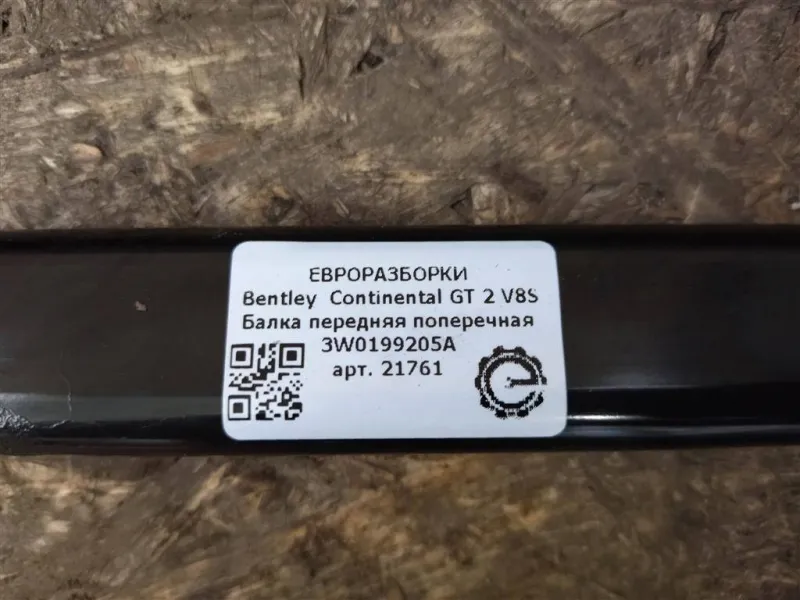 ЕВРОРАЗБОРКИ
Bentley Continental GT 2 V8S
Балка передняя поперечная
3W0199205A
арт. 21761